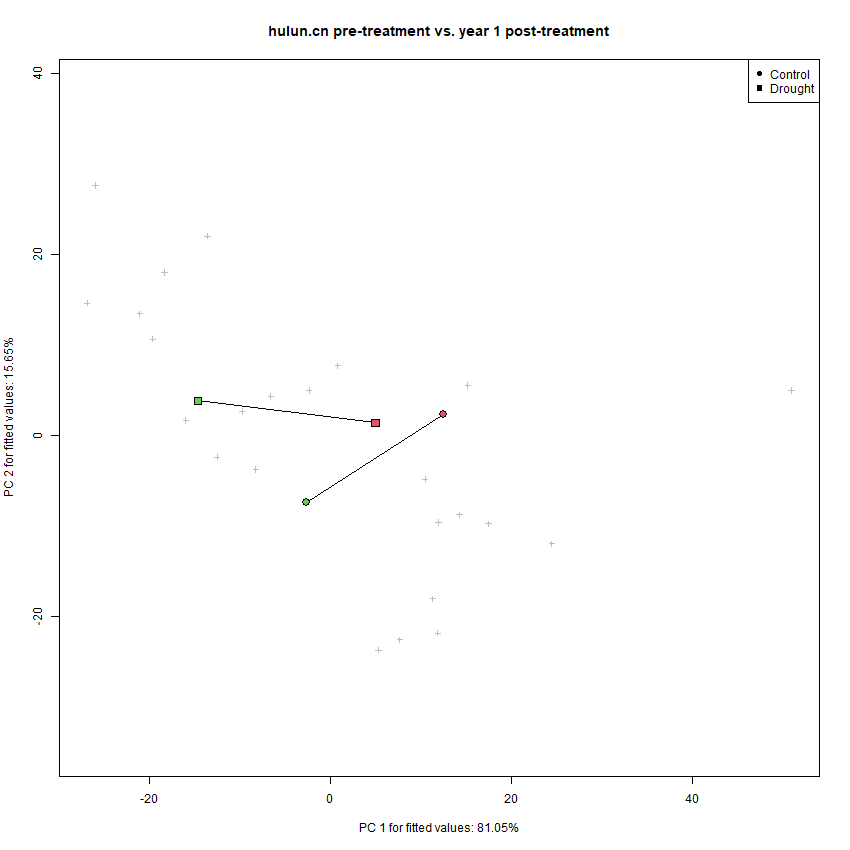 hulun.cn pre-treatment vs. year 1 post-treatment
Control
Drought
40
20
0
-20
PC 2 for fitted values: 15.65%
-20
0
20
40
PC 1 for fitted values: 81.05%